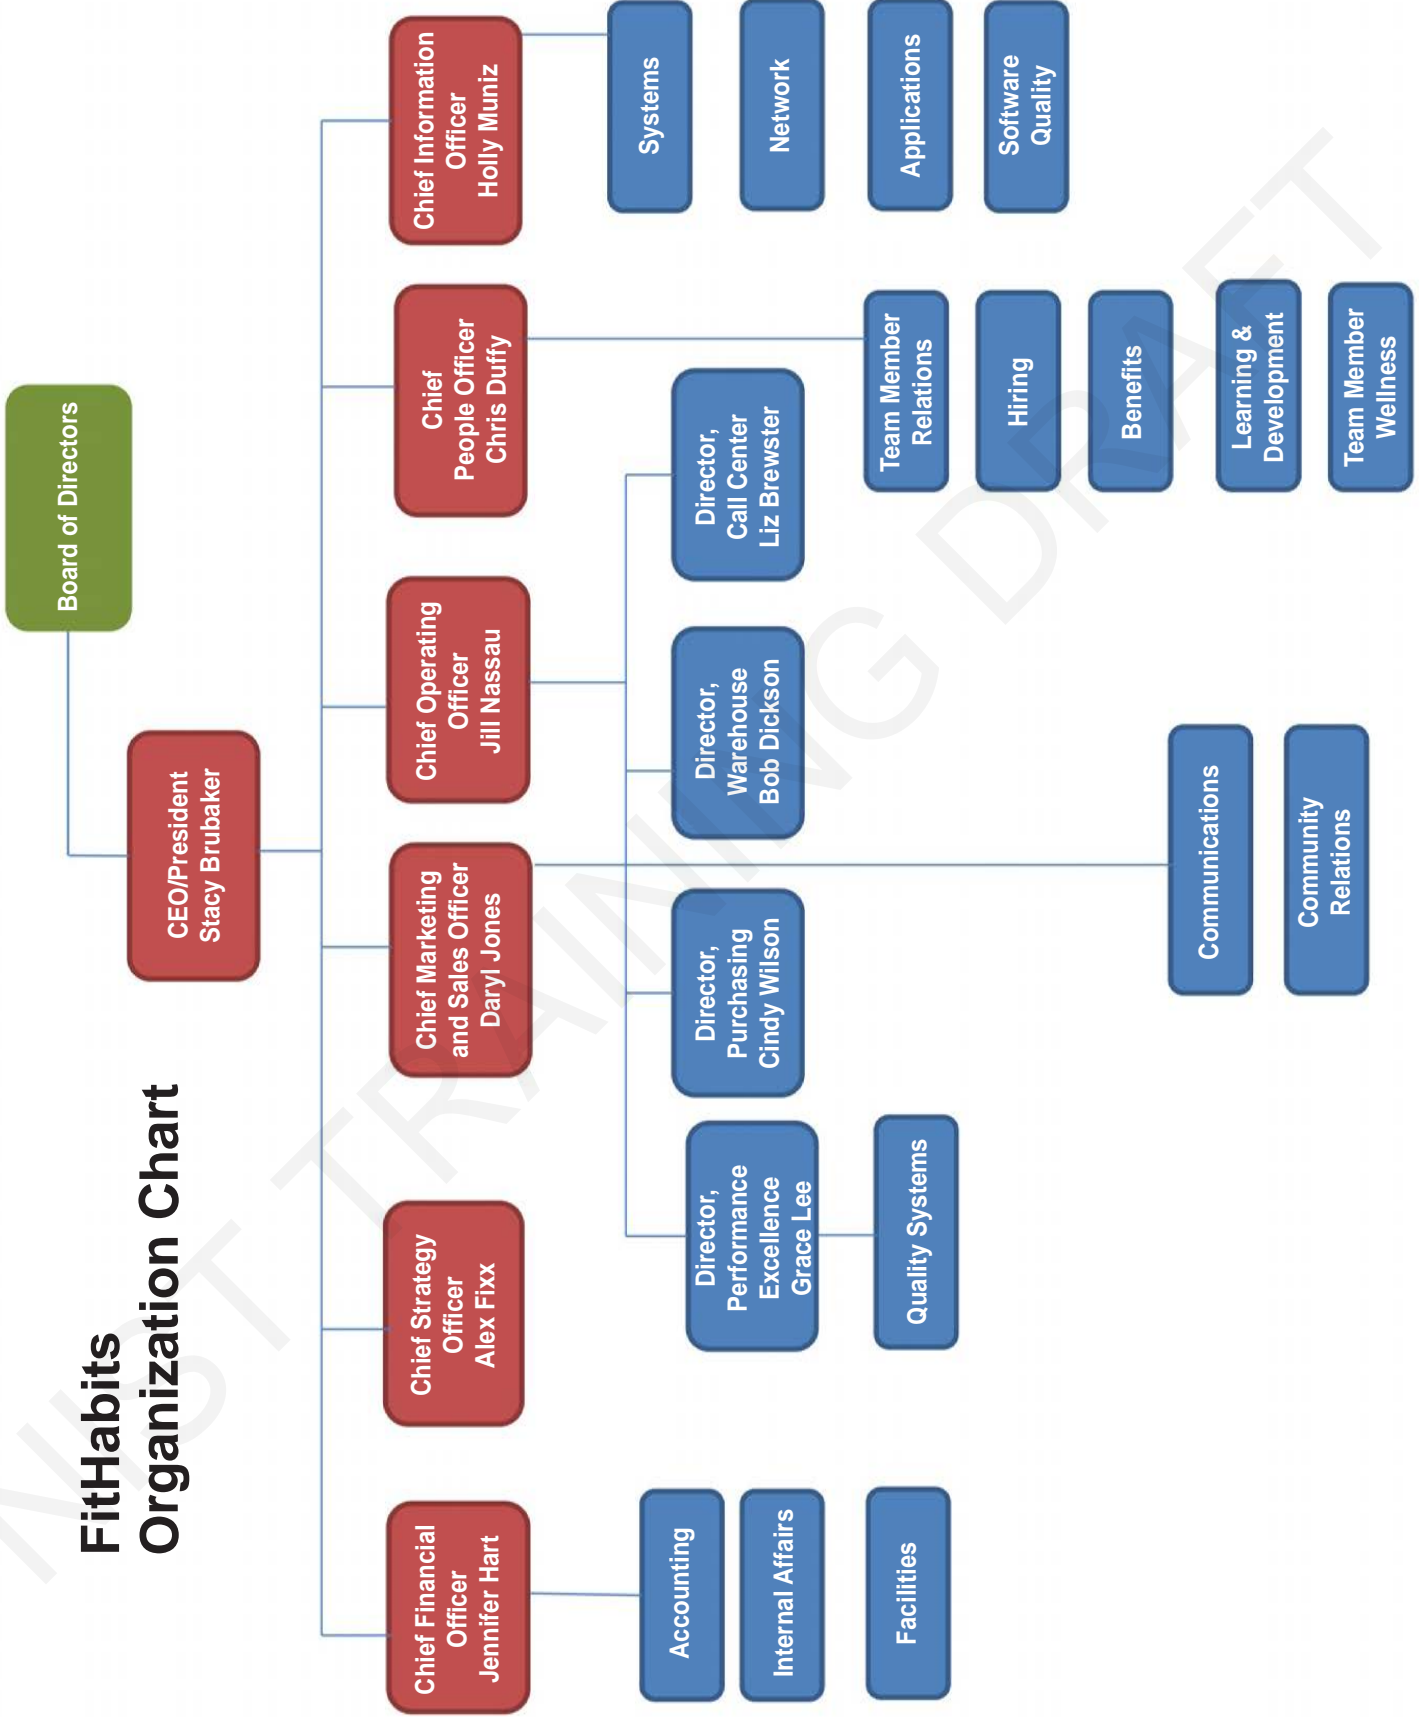 FitHabits
Organization Chart
Board of Directors
CEO/President
Stacy Brubaker
Chief Financial
Officer
Jennifer Hart
Chief Strategy
Officer
Alex Fixx
Chief Marketing
and Sales Officer
Daryl Jones
Chief Operating
Officer
Jill Nassau
Chief
People Officer
Chris Duffy
Chief Information
Officer
Holly Muniz
Accounting
Internal Affairs
Facilities
Director,
Performance
Excellence
Grace Lee
Quality Systems
Director,
Purchasing
Cindy Wilson
Director,
Warehouse
Bob Dickson
Director,
Call Center
Liz Brewster
Communications
Community
Relations
Team Member
Relations
Hiring
Benefits
Learning &
Development
Team Member
Wellness
Systems
Network
Applications
Software
Quality
NIST TRAINING DRAFT